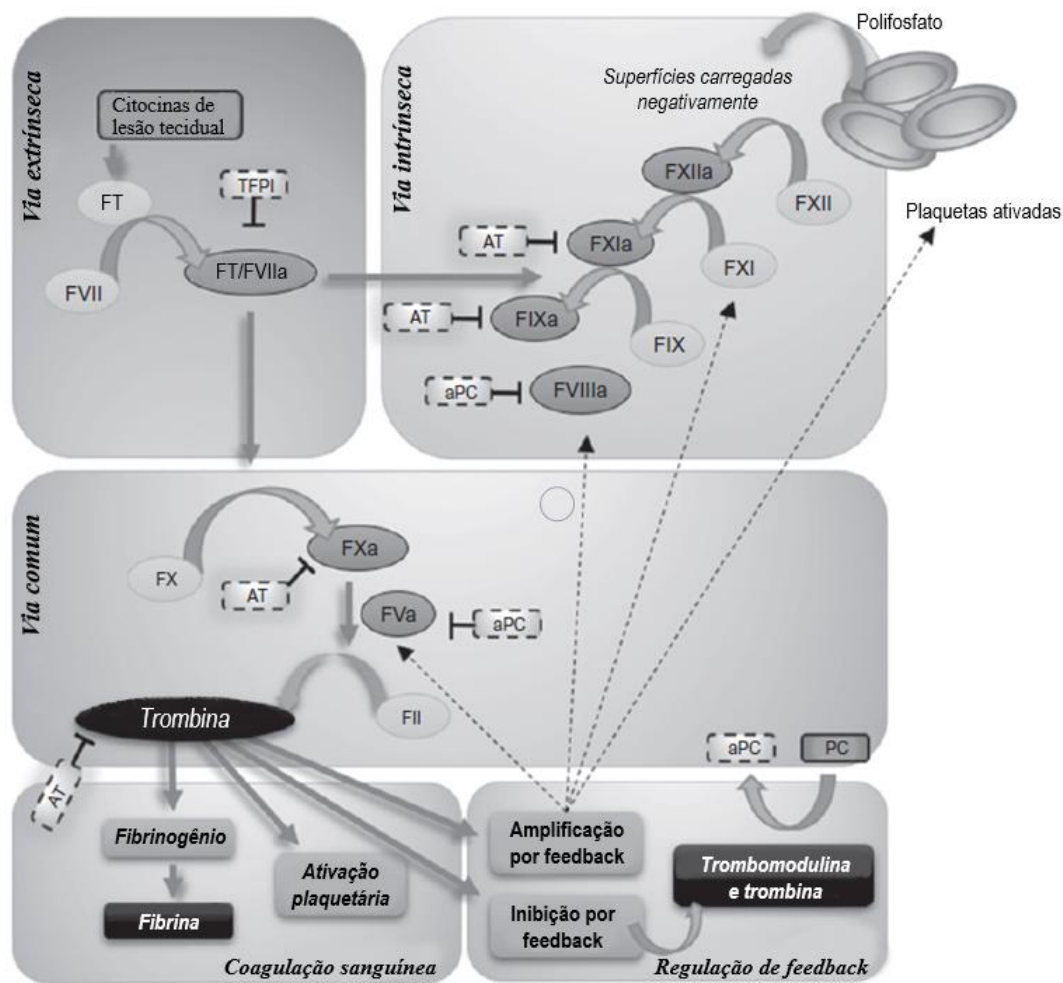 Via extrínseca
Citocinas de
lesão tecidual
FT
TFPI
FVII
FT/FVIIa
Via intrínseca
Polifosfato
Superfícies carregadas
negativamente
FXIIa
FXII
Plaquetas ativadas
AT
FXIa
FXI
AT
FIXa
FIX
aPC
FVIIIa
Via comum
FX
FXa
AT
FVa
aPC
FII
Trombina
AT
aPC
PC
Fibrinogênio
Fibrina
Ativação
plaquetária
Coagulação sanguínea
Amplificação
por feedback
Inibição por
feedback
Trombomodulina
e trombina
Regulação de feedback